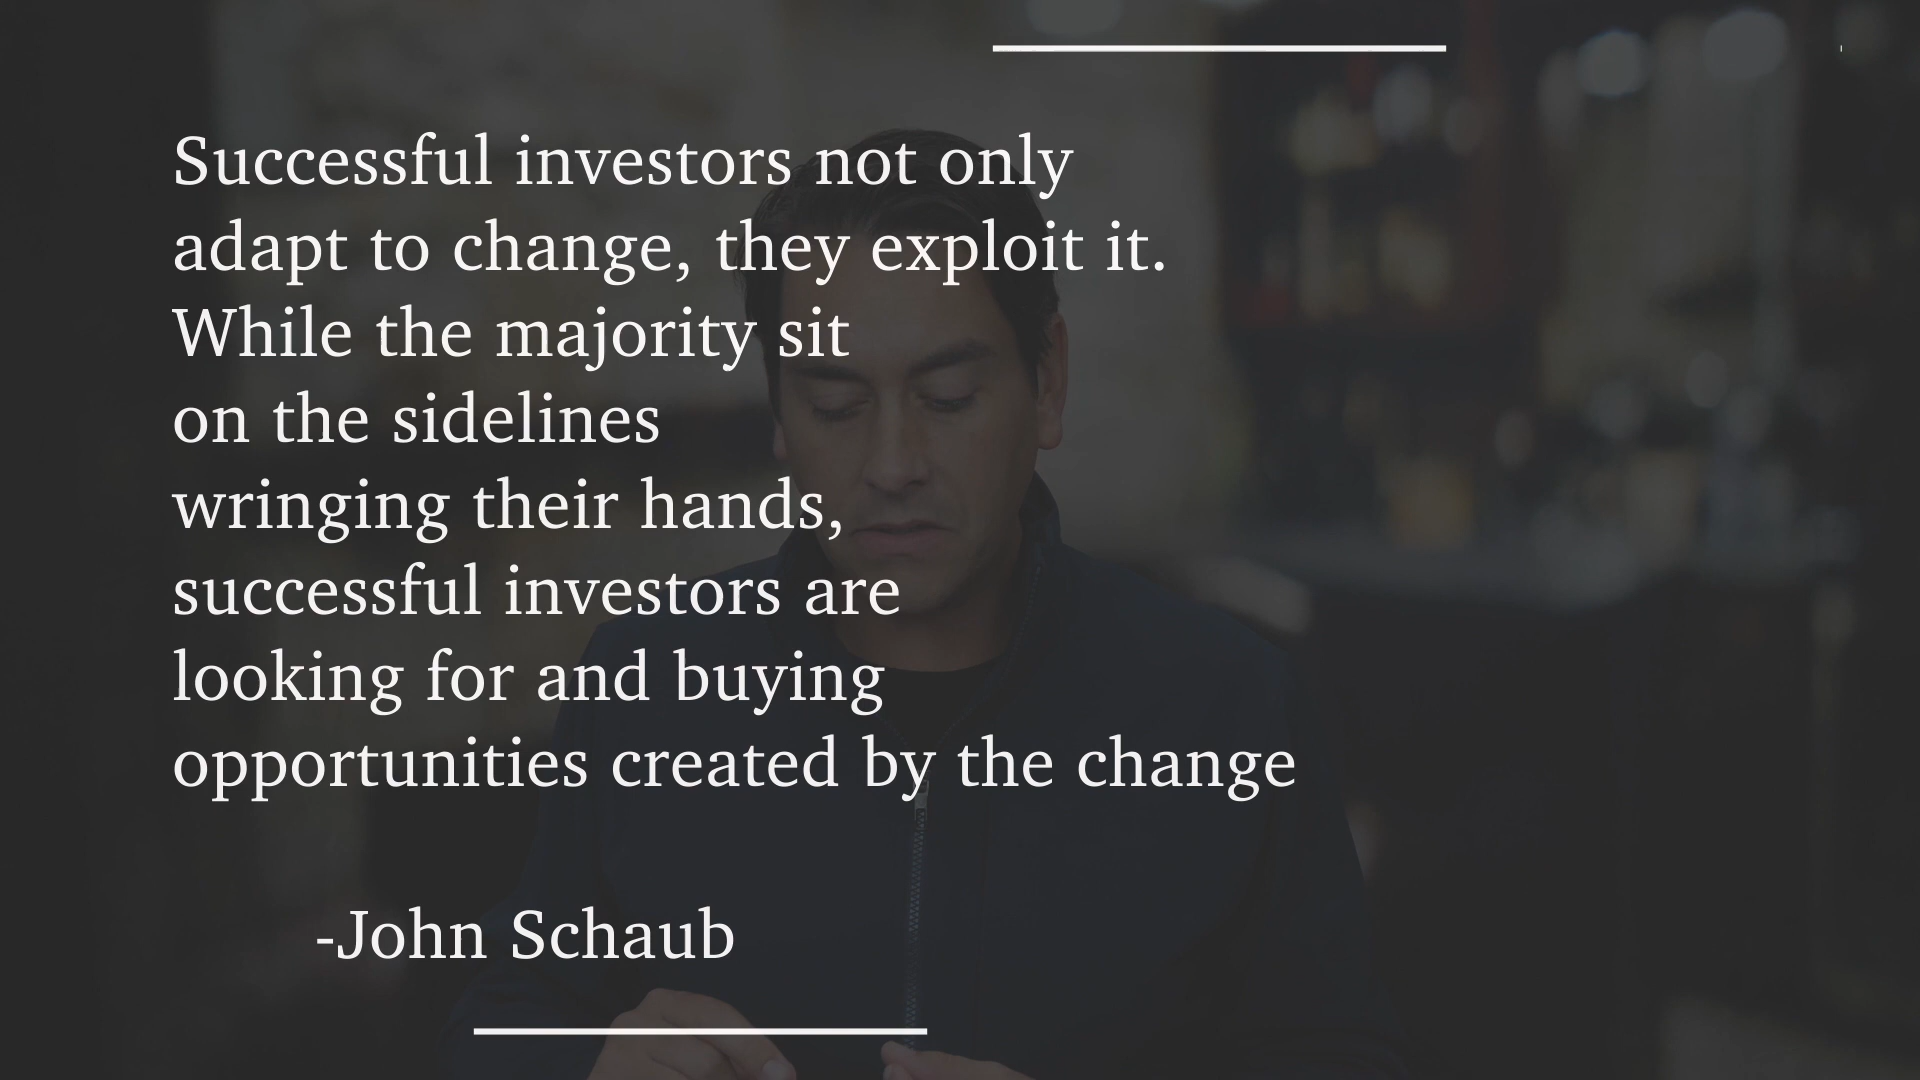 Successful investors not only
adapt to change, they exploit it.
While the majority sit
on the sidelines
wringing their hands,
successful investors are
looking for and buying
opportunities created by the change
-John Schaub